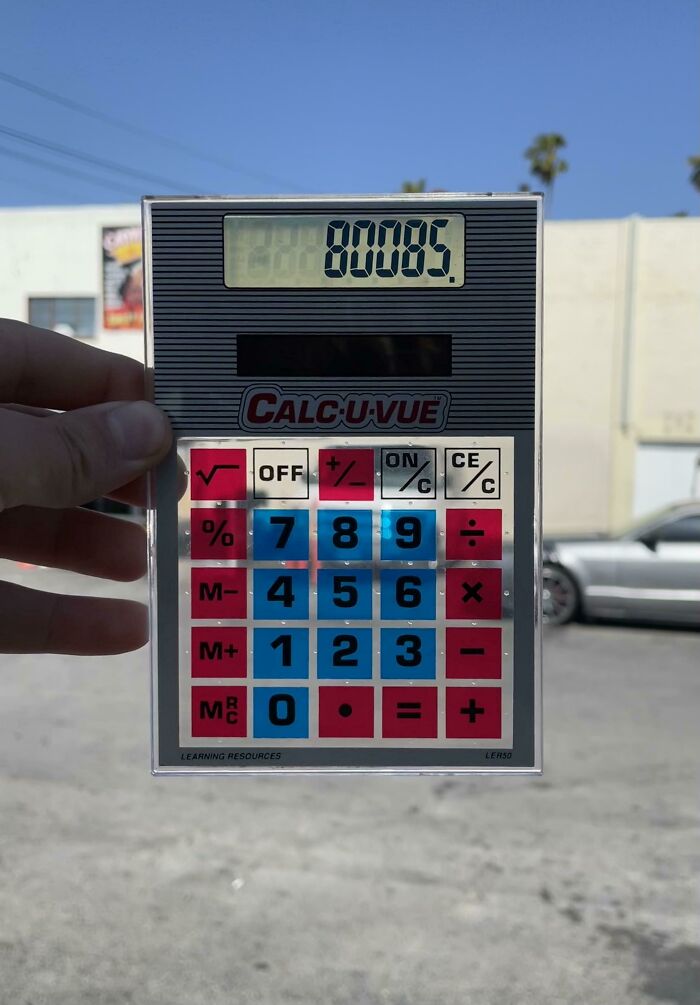 80085.
CALC·U·VUE™
√ OFF +/− ON/C CE/C
% 7 8 9 ÷
M− 4 5 6 ×
M+ 1 2 3 −
MRC 0 • = +
LEARNING RESOURCES LER50